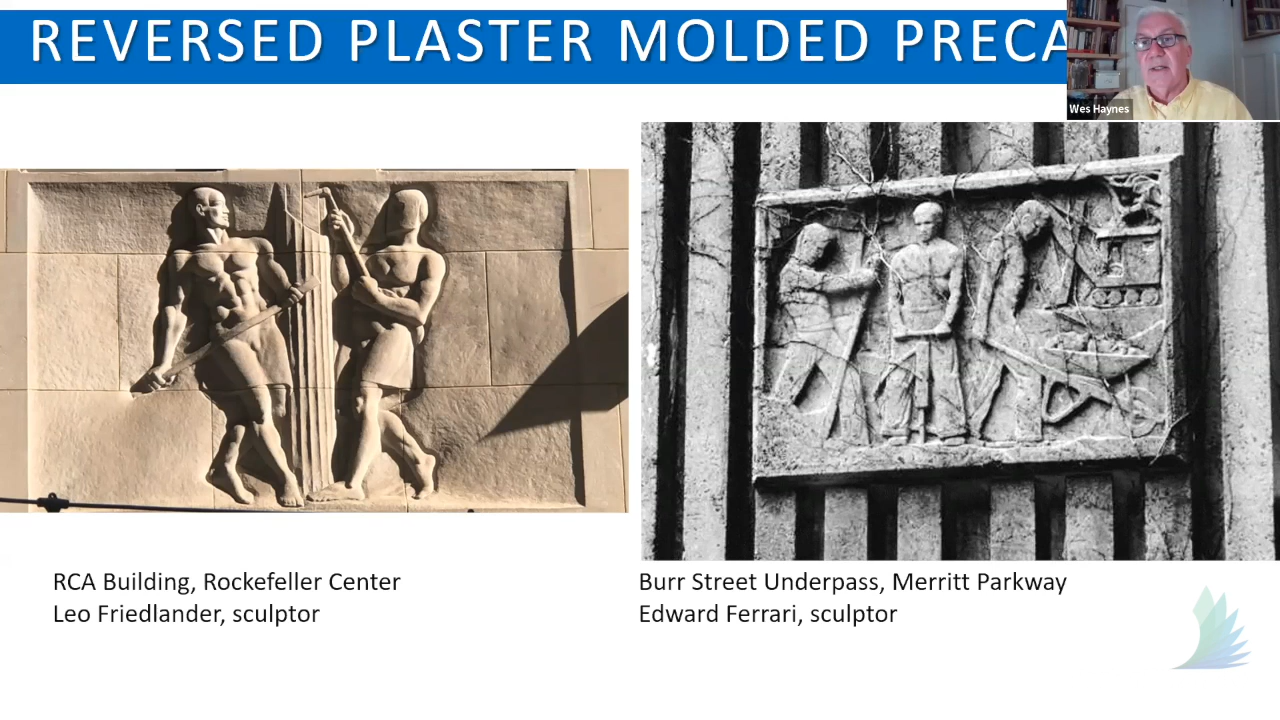 REVERSED PLASTER MOLDED PRECA
Wes Haynes
RCA Building, Rockefeller Center
Leo Friedlander, sculptor
Burr Street Underpass, Merritt Parkway
Edward Ferrari, sculptor